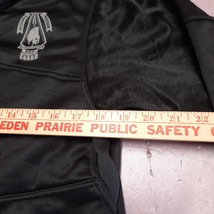 14 15 16 17 18 19 20 21 22
EDEN PRAIRIE PUBLIC SAFETY